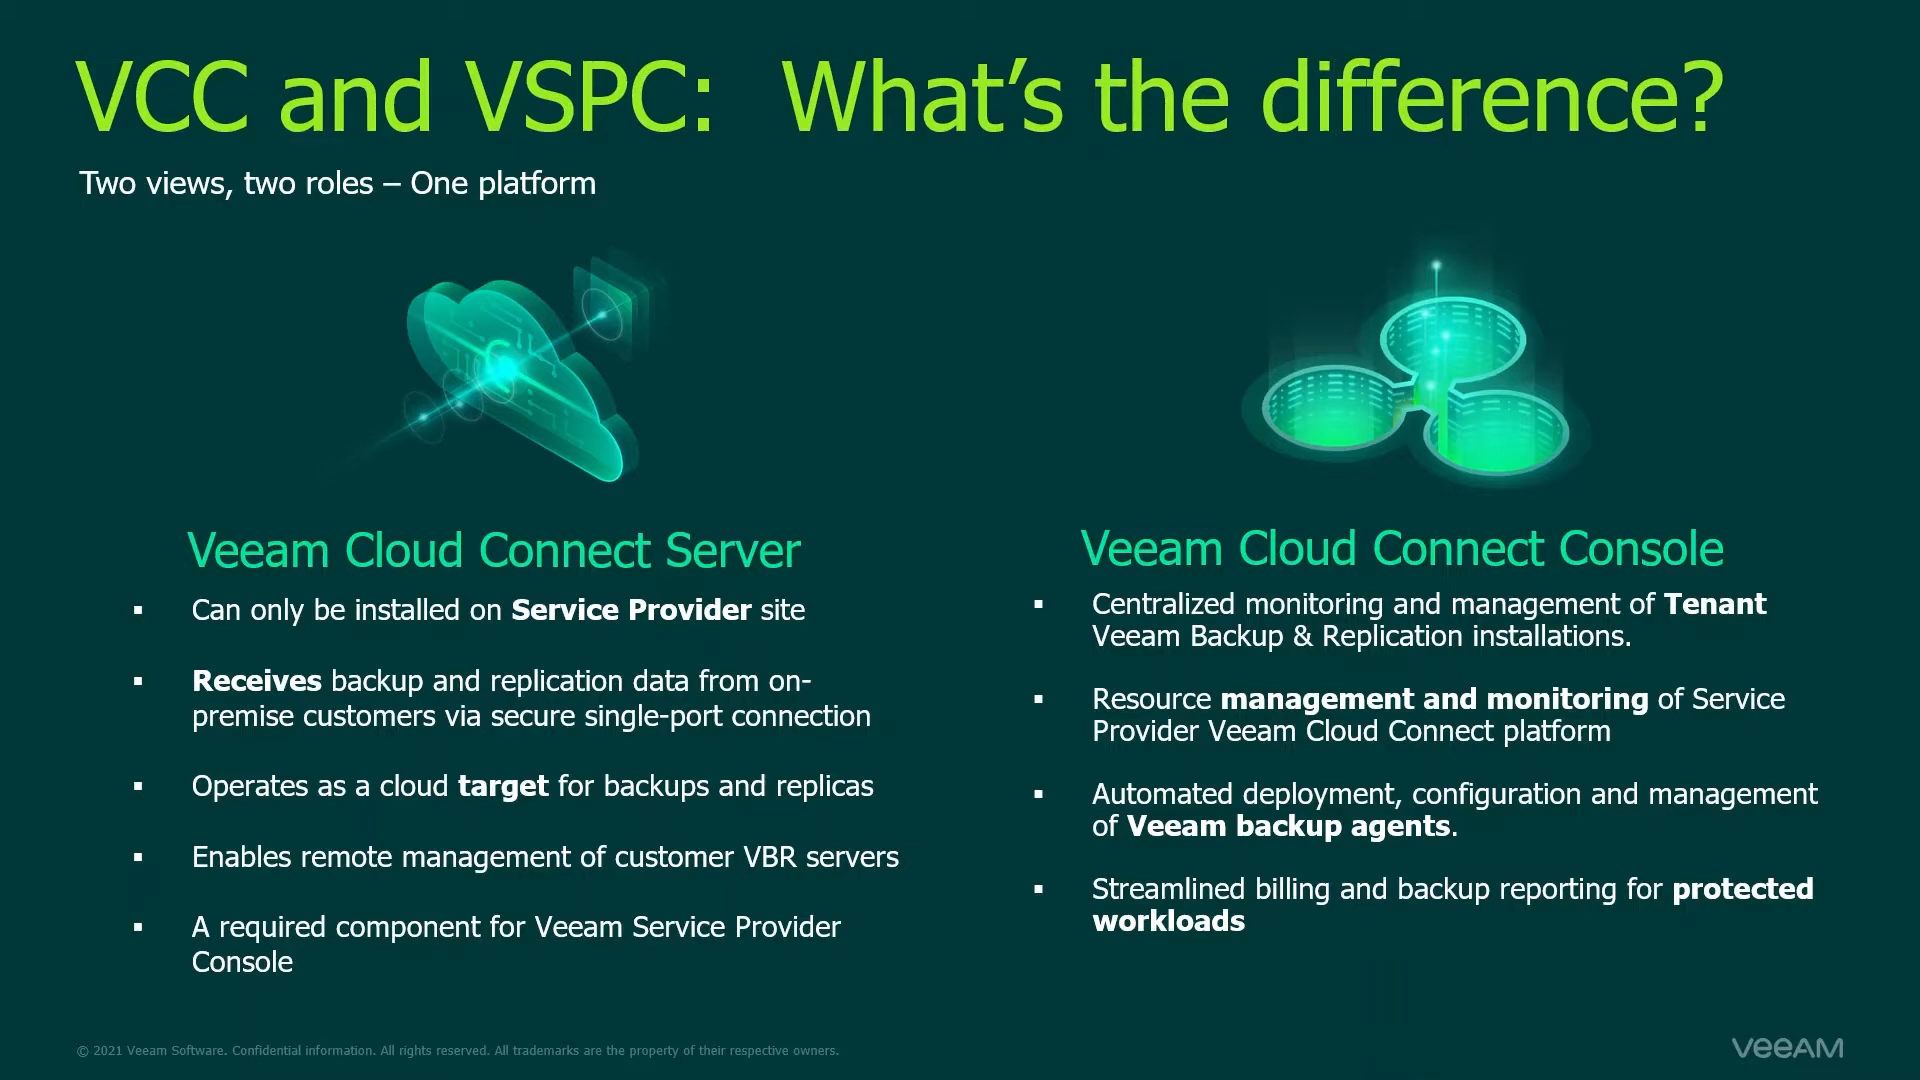 VCC and VSPC: What's the difference?
Two views, two roles – One platform
Veeam Cloud Connect Server
▪ Can only be installed on Service Provider site
▪ Receives backup and replication data from on-
premise customers via secure single-port connection
▪ Operates as a cloud target for backups and replicas
▪ Enables remote management of customer VBR servers
▪ A required component for Veeam Service Provider
Console
Veeam Cloud Connect Console
▪ Centralized monitoring and management of Tenant
Veeam Backup & Replication installations.
▪ Resource management and monitoring of Service
Provider Veeam Cloud Connect platform
▪ Automated deployment, configuration and management
of Veeam backup agents.
▪ Streamlined billing and backup reporting for protected
workloads
© 2021 Veeam Software. Confidential information. All rights reserved. All trademarks are the property of their respective owners.
VEEAM